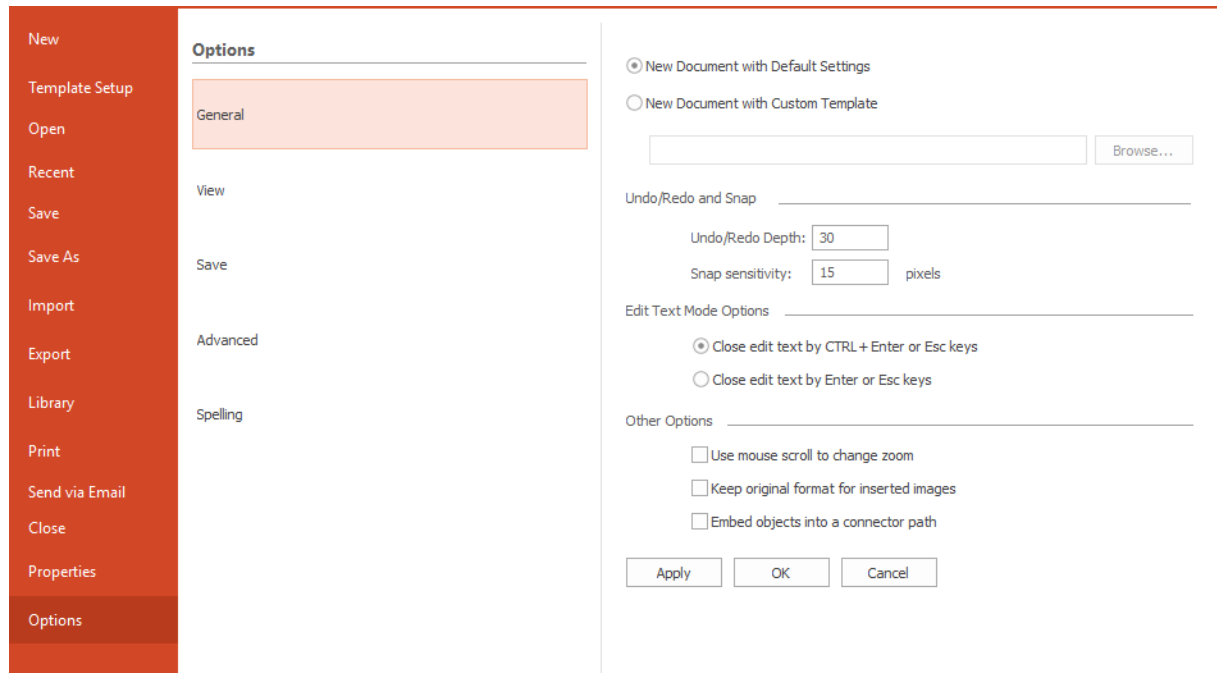 New
Template Setup
Open
Recent
Save
Save As
Import
Export
Library
Print
Send via Email
Close
Properties
Options
Options
General
View
Save
Advanced
Spelling
New Document with Default Settings
New Document with Custom Template
Browse...
Undo/Redo and Snap
Undo/Redo Depth: 30
Snap sensitivity: 15 pixels
Edit Text Mode Options
Close edit text by CTRL+Enter or Esc keys
Close edit text by Enter or Esc keys
Other Options
Use mouse scroll to change zoom
Keep original format for inserted images
Embed objects into a connector path
Apply OK Cancel